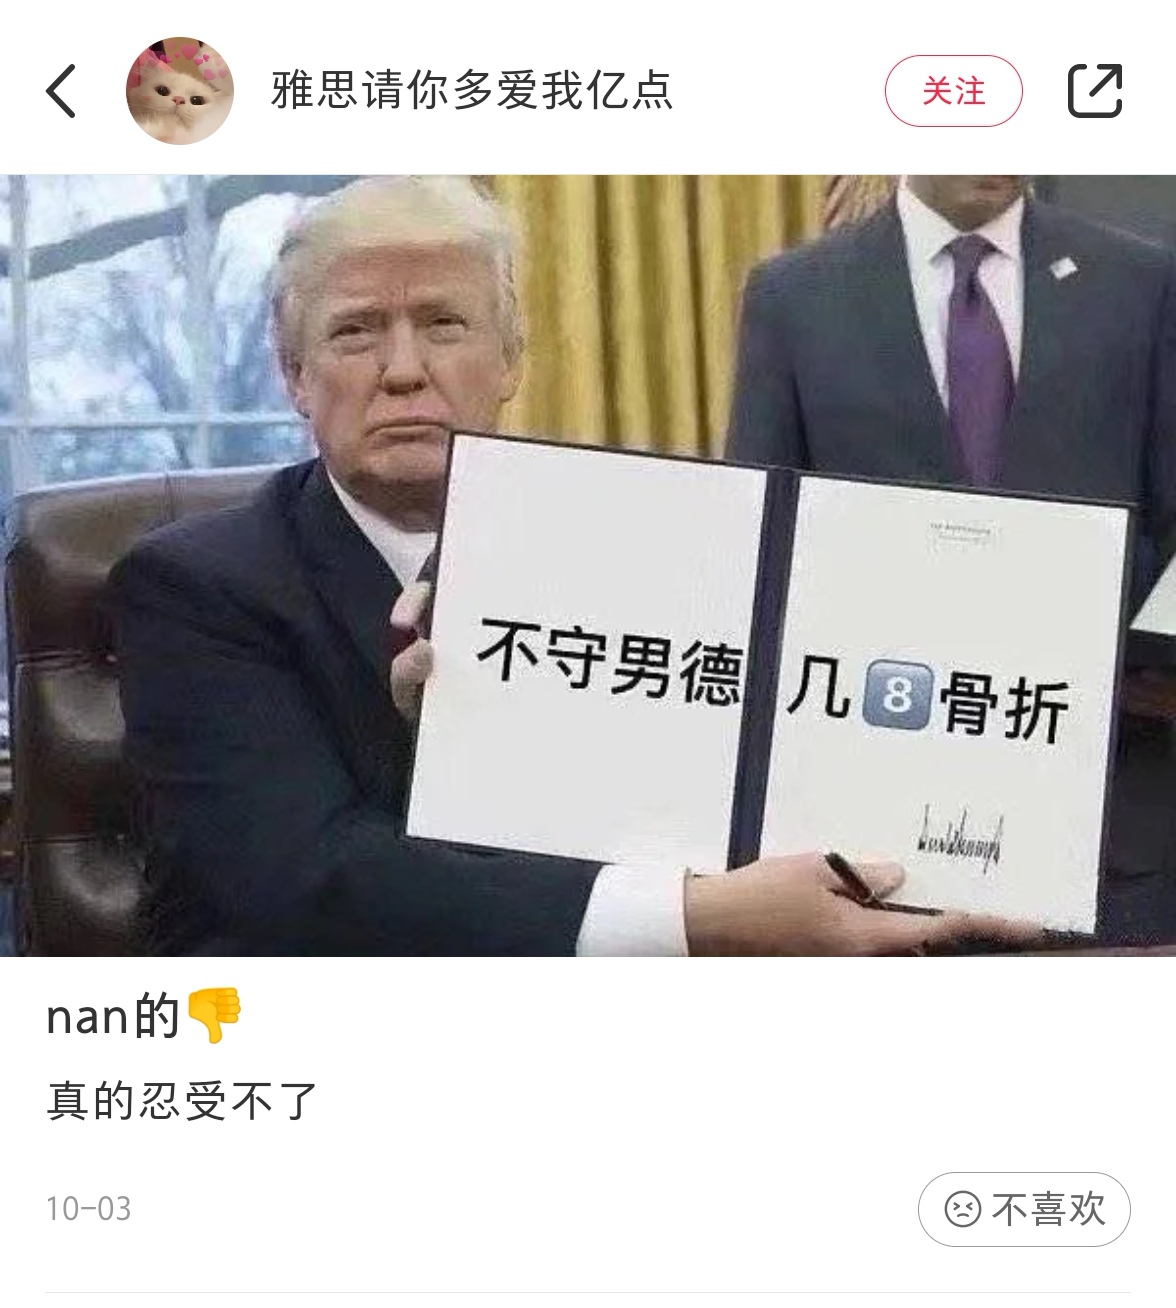 雅思请你多爱我亿点
关注
不守男德 几8️⃣骨折
nan的👎
真的忍受不了
10-03
不喜欢